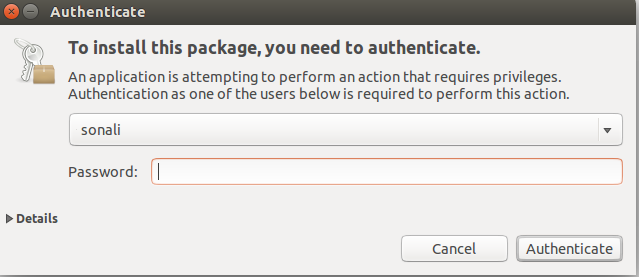 Authenticate
To install this package, you need to authenticate.
An application is attempting to perform an action that requires privileges.
Authentication as one of the users below is required to perform this action.
sonali
Password:
Details
Cancel
Authenticate